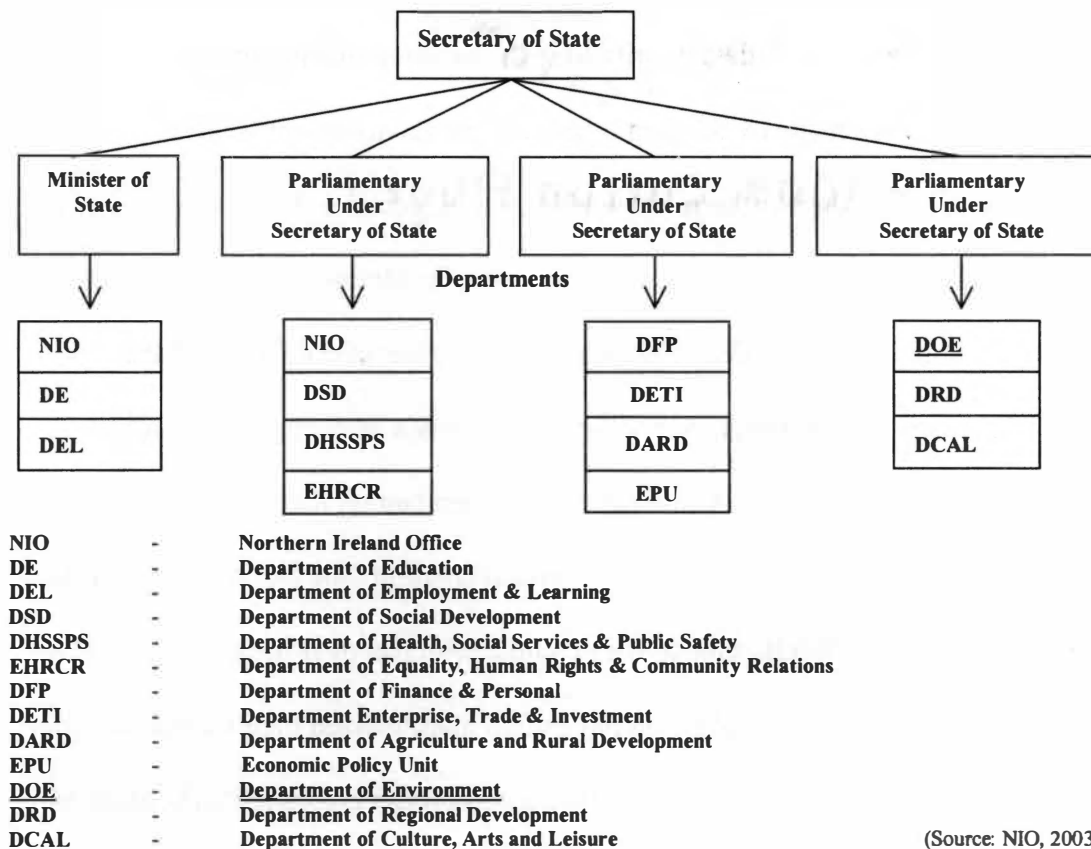 Secretary of State
Minister of
State
Parliamentary
Under
Secretary of State
Parliamentary
Under
Secretary of State
Parliamentary
Under
Secretary of State
Departments
NIO
DE
DEL
NIO
DSD
DHSSPS
EHRCR
DFP
DETI
DARD
EPU
DOE
DRD
DCAL
NIO - Northern Ireland Office
DE - Department of Education
DEL - Department of Employment & Learning
DSD - Department of Social Development
DHSSPS - Department of Health, Social Services & Public Safety
EHRCR - Department of Equality, Human Rights & Community Relations
DFP - Department of Finance & Personal
DETI - Department Enterprise, Trade & Investment
DARD - Department of Agriculture and Rural Development
EPU - Economic Policy Unit
DOE - Department of Environment
DRD - Department of Regional Development
DCAL - Department of Culture, Arts and Leisure (Source: NIO, 2003